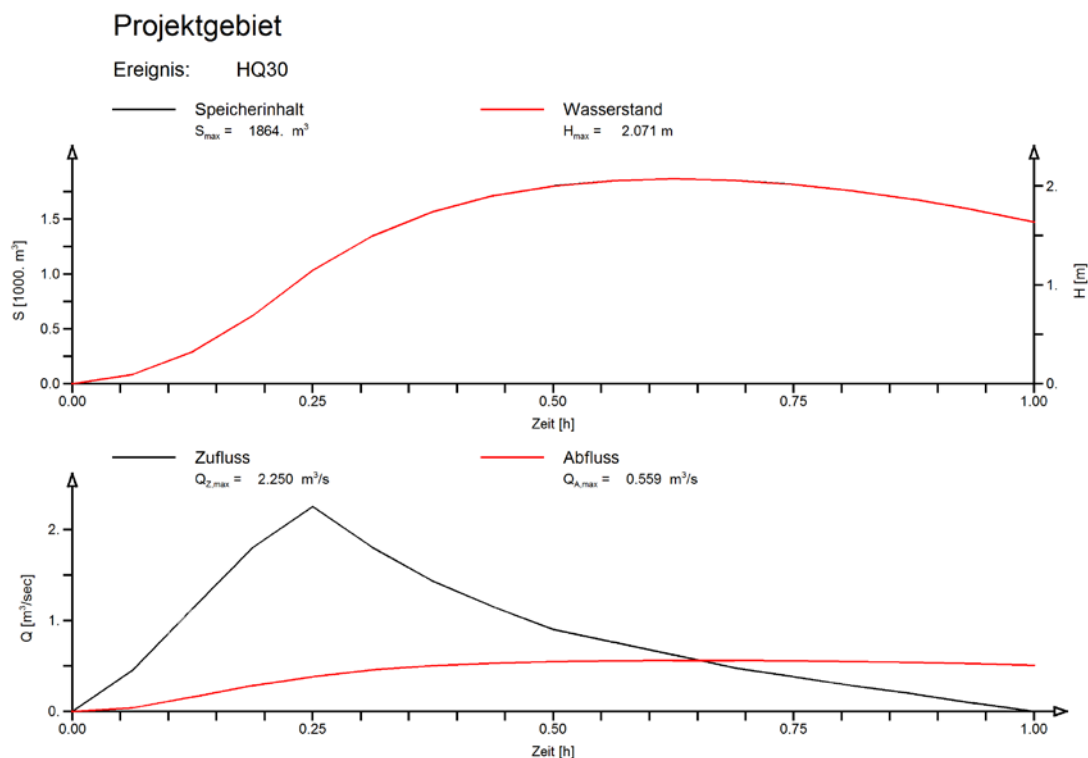 Projektgebiet
Ereignis: HQ30
Speicherinhalt Wasserstand
Smax = 1864. m³ Hmax = 2.071 m
S [1000. m³]
1.5
1.0
0.5
0.0
2.
1.
0.
H [m]
0.00 0.25 0.50 0.75 1.00
Zeit [h]
Zufluss Abfluss
QZ,max = 2.250 m³/s QA,max = 0.559 m³/s
Q [m³/sec]
2.
1.
0.
0.00 0.25 0.50 0.75 1.00
Zeit [h]